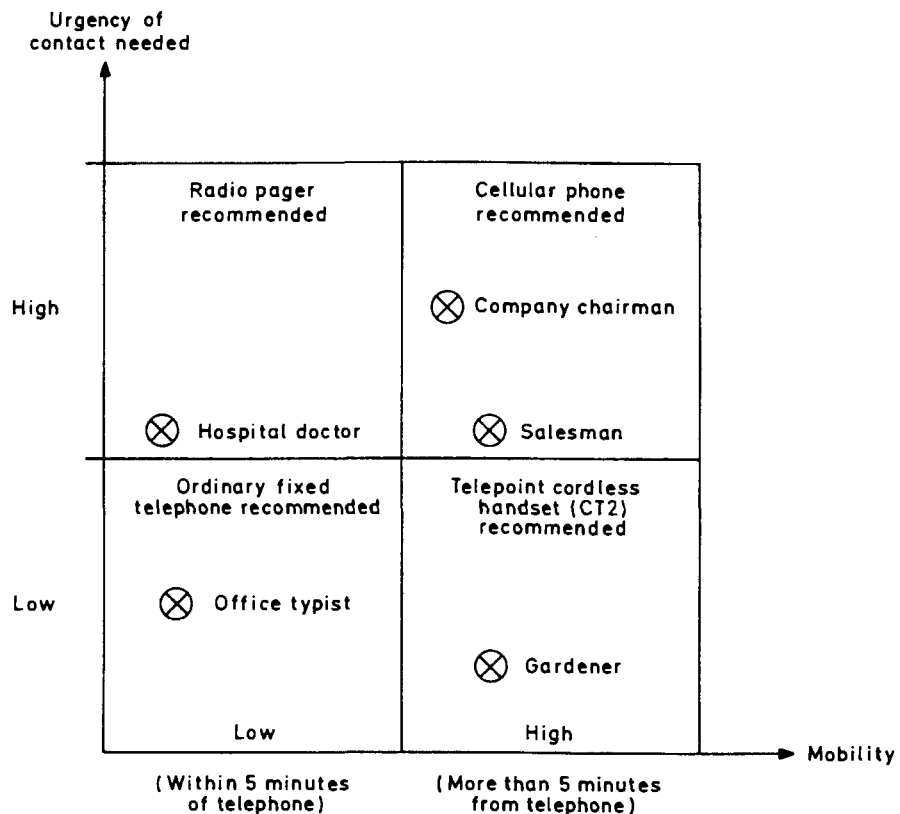 Urgency of
contact needed
Radio pager
recommended
Cellular phone
recommended
High
Company chairman
Hospital doctor
Salesman
Ordinary fixed
telephone recommended
Telepoint cordless
handset (CT2)
recommended
Low
Office typist
Gardener
Low
High
Mobility
(Within 5 minutes
of telephone)
(More than 5 minutes
from telephone)